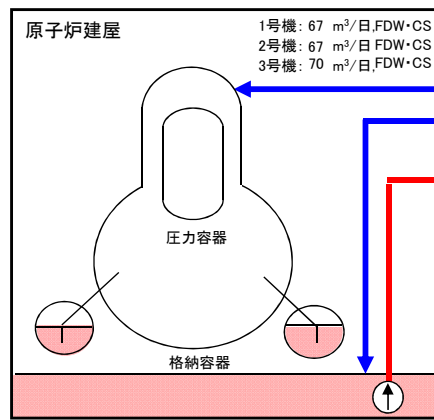 原子炉建屋
1号機: 67 m³/日,FDW・CS
2号機: 67 m³/日,FDW・CS
3号機: 70 m³/日,FDW・CS
圧力容器
格納容器